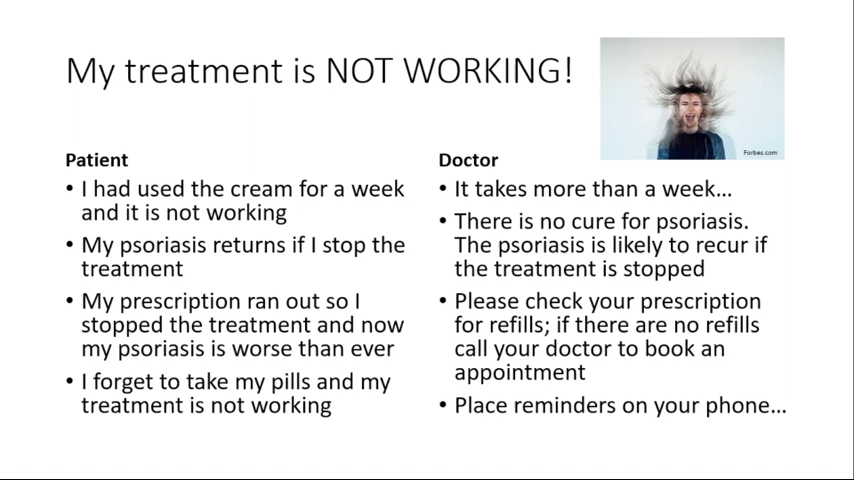 My treatment is NOT WORKING!
Forbes.com
Patient
• I had used the cream for a week
and it is not working
• My psoriasis returns if I stop the
treatment
• My prescription ran out so I
stopped the treatment and now
my psoriasis is worse than ever
• I forget to take my pills and my
treatment is not working
Doctor
• It takes more than a week...
• There is no cure for psoriasis.
The psoriasis is likely to recur if
the treatment is stopped
• Please check your prescription
for refills; if there are no refills
call your doctor to book an
appointment
• Place reminders on your phone...